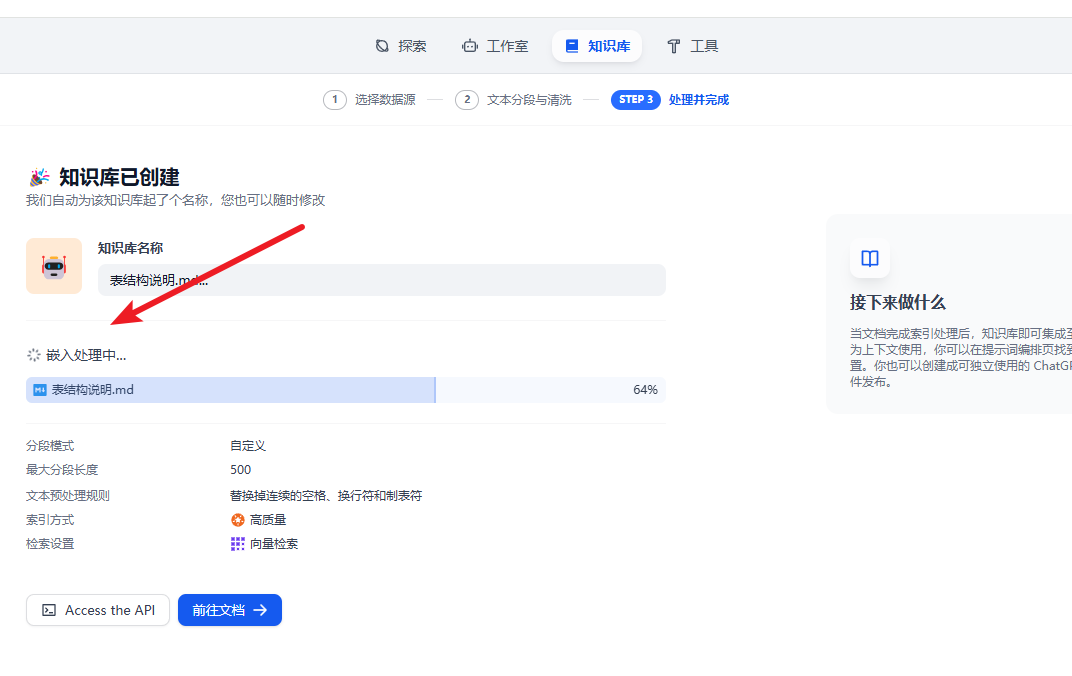 探索 工作室 知识库 工具
1 选择数据源 2 文本分段与清洗 STEP 3 处理并完成
知识库已创建
我们自动为该知识库起了个名称，您也可以随时修改
知识库名称
表结构说明.md...
嵌入处理中...
表结构说明.md 64%
分段模式 自定义
最大分段长度 500
文本预处理规则 替换掉连续的空格、换行符和制表符
索引方式 高质量
检索设置 向量检索
Access the API 前往文档
接下来做什么
当文档完成索引处理后，知识库即可集成至
为上下文使用，你可以在提示词编排页找到
置。你也可以创建成可独立使用的 ChatGP
件发布。